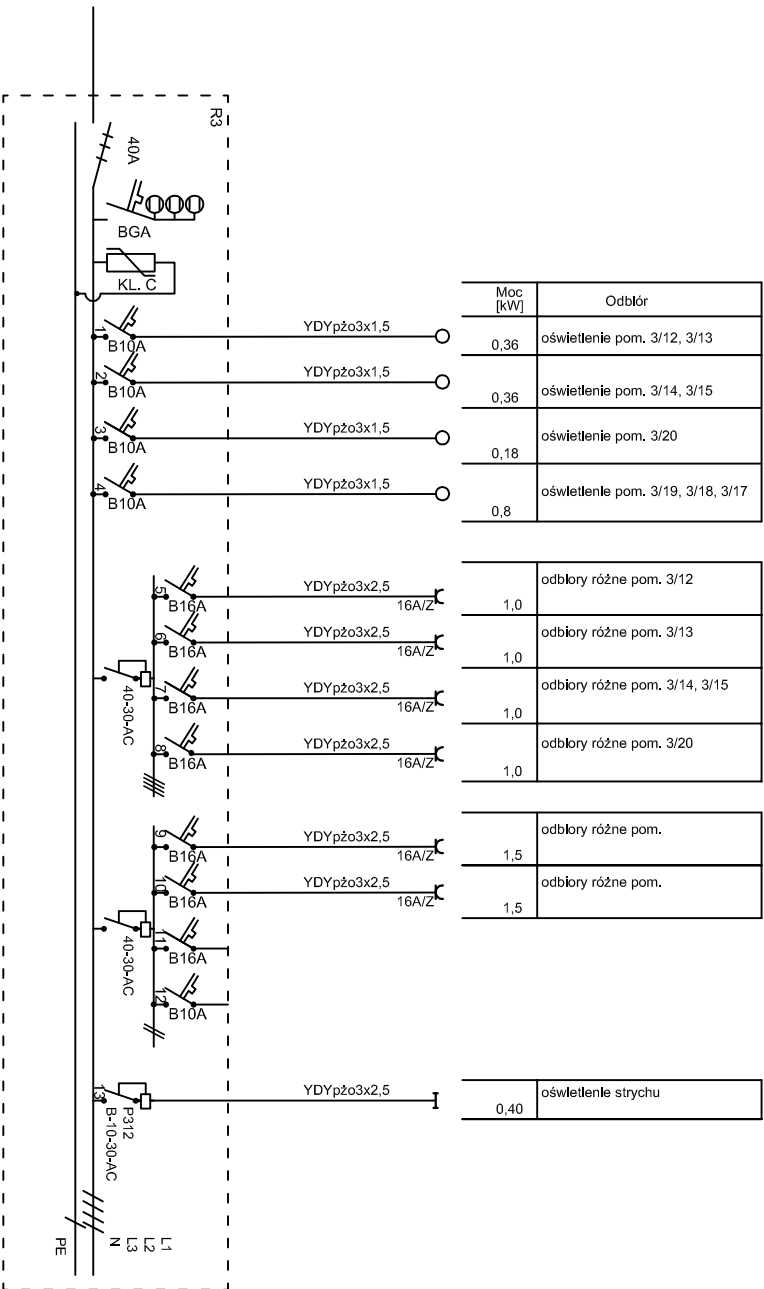 R3
40A
BGA
KL. C
Moc
[kW]
Odbiór
1
B10A
YDYpżo3x1,5
0,36
oświetlenie pom. 3/12, 3/13
2
B10A
YDYpżo3x1,5
0,36
oświetlenie pom. 3/14, 3/15
3
B10A
YDYpżo3x1,5
0,18
oświetlenie pom. 3/20
4
B10A
YDYpżo3x1,5
0,8
oświetlenie pom. 3/19, 3/18, 3/17
40-30-AC
5
B16A
YDYpżo3x2,5
16A/Z
1,0
odbiory różne pom. 3/12
6
B16A
YDYpżo3x2,5
16A/Z
1,0
odbiory różne pom. 3/13
7
B16A
YDYpżo3x2,5
16A/Z
1,0
odbiory różne pom. 3/14, 3/15
8
B16A
YDYpżo3x2,5
16A/Z
1,0
odbiory różne pom. 3/20
40-30-AC
9
B16A
YDYpżo3x2,5
16A/Z
1,5
odbiory różne pom.
10
B16A
YDYpżo3x2,5
16A/Z
1,5
odbiory różne pom.
11
B16A
12
B10A
13
P312
B-10-30-AC
YDYpżo3x2,5
0,40
oświetlenie strychu
L1
L2
L3
N
PE